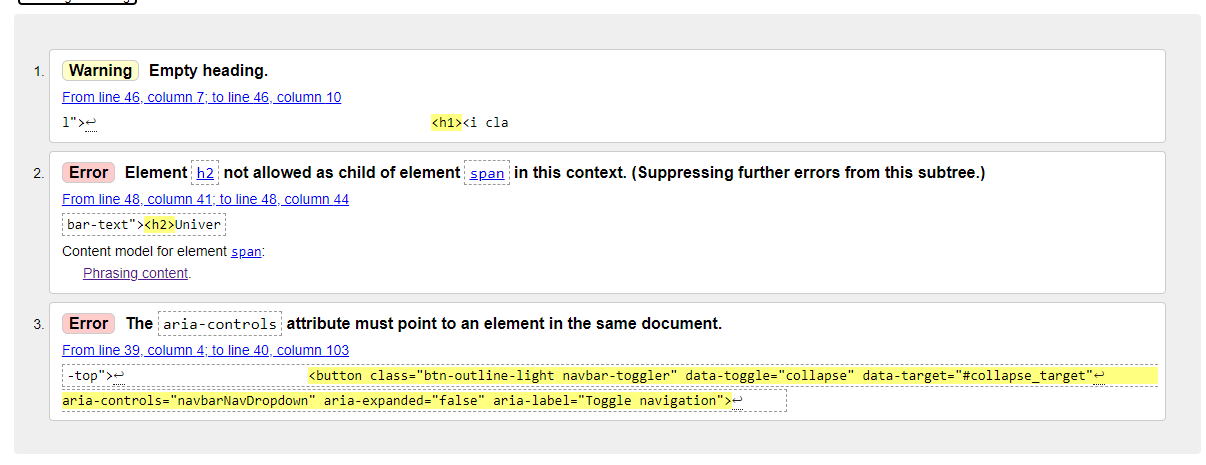 1. Warning Empty heading.
From line 46, column 7; to line 46, column 10
l">↩ <h1><i cla
2. Error Element h2 not allowed as child of element span in this context. (Suppressing further errors from this subtree.)
From line 48, column 41; to line 48, column 44
bar-text"><h2>Univer
Content model for element span:
Phrasing content.
3. Error The aria-controls attribute must point to an element in the same document.
From line 39, column 4; to line 40, column 103
-top">↩ <button class="btn-outline-light navbar-toggler" data-toggle="collapse" data-target="#collapse_target"↩
aria-controls="navbarNavDropdown" aria-expanded="false" aria-label="Toggle navigation">↩